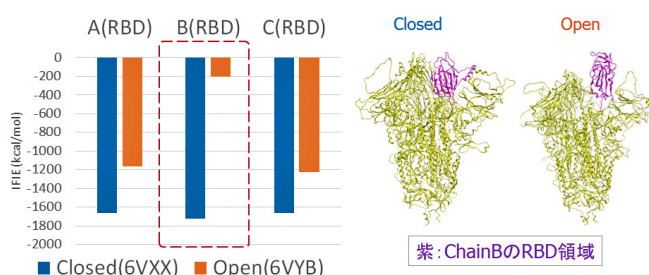 A(RBD) B(RBD) C(RBD)
0
-200
-400
-600
-800
-1000
-1200
-1400
-1600
-1800
-2000
IFIE(kcal/mol)
Closed(6VXX) Open(6VYB)
Closed Open
紫：ChainBのRBD領域